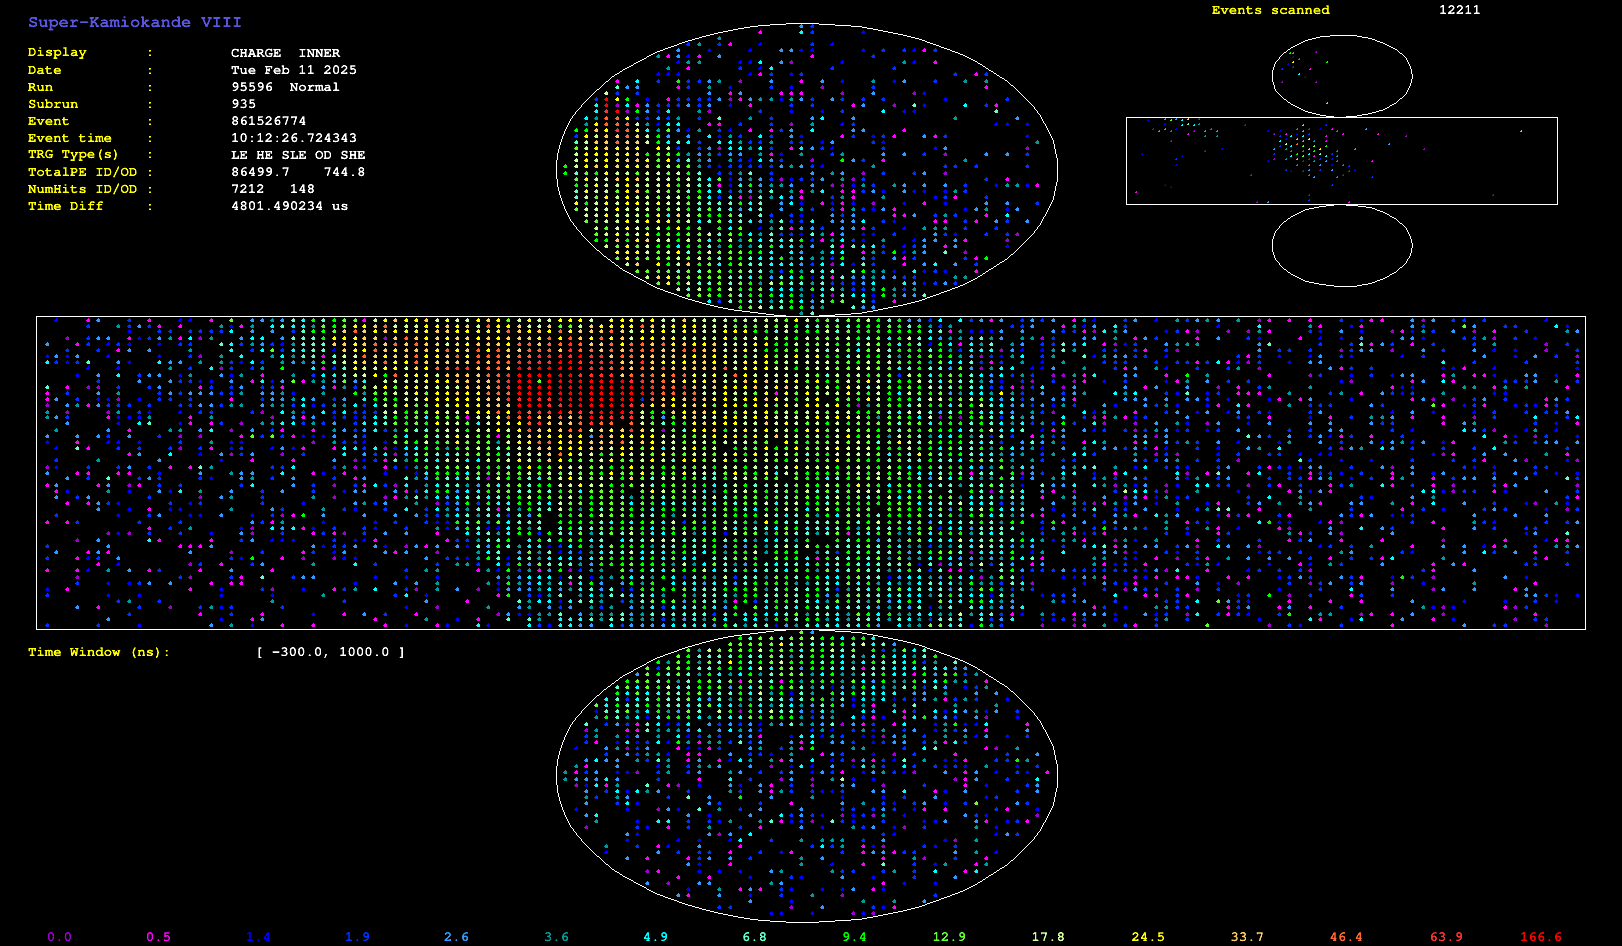 Super-Kamiokande VIII
Events scanned 12211
Display : CHARGE INNER
Date : Tue Feb 11 2025
Run : 95596 Normal
Subrun : 935
Event : 861526774
Event time : 10:12:26.724343
TRG Type(s) : LE HE SLE OD SHE
TotalPE ID/OD : 86499.7 744.8
NumHits ID/OD : 7212 148
Time Diff : 4801.490234 us
Time Window (ns): [ -300.0, 1000.0 ]
0.0 0.5 1.4 1.9 2.6 3.6 4.9 6.8 9.4 12.9 17.8 24.5 33.7 46.4 63.9 166.6